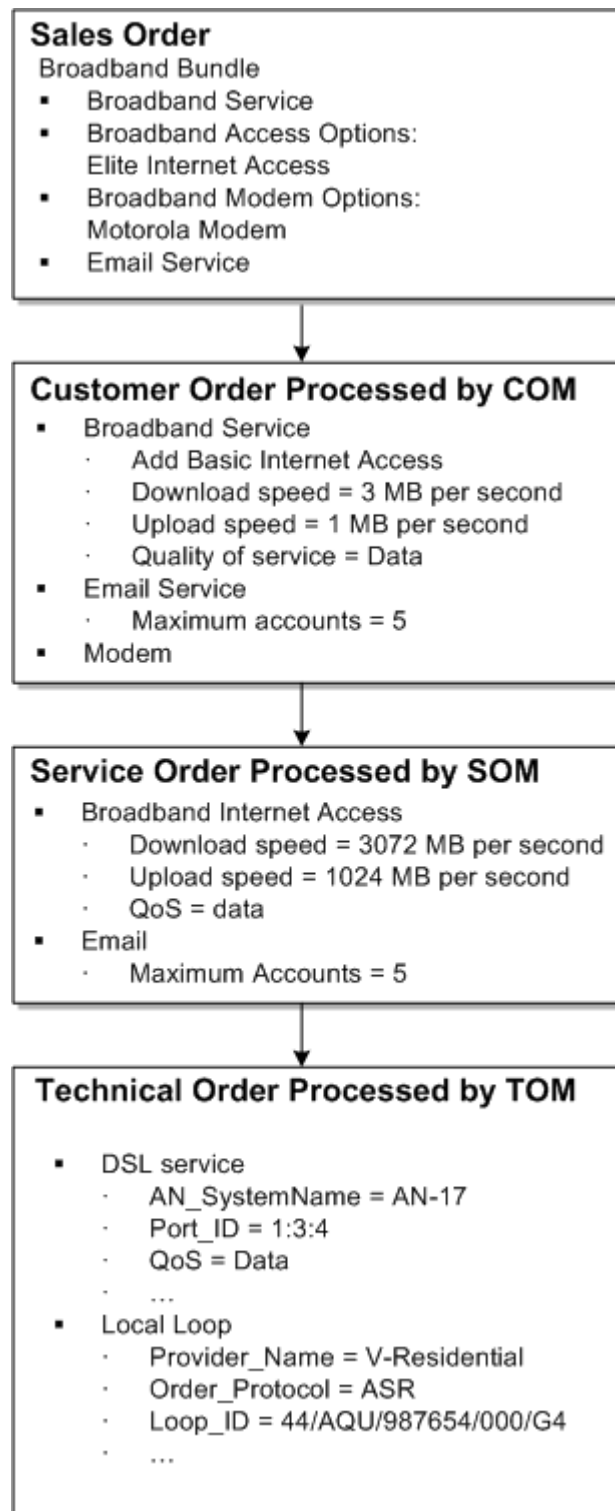 Sales Order
Broadband Bundle
▪ Broadband Service
▪ Broadband Access Options:
Elite Internet Access
▪ Broadband Modem Options:
Motorola Modem
▪ Email Service
Customer Order Processed by COM
▪ Broadband Service
· Add Basic Internet Access
· Download speed = 3 MB per second
· Upload speed = 1 MB per second
· Quality of service = Data
▪ Email Service
· Maximum accounts = 5
▪ Modem
Service Order Processed by SOM
▪ Broadband Internet Access
· Download speed = 3072 MB per second
· Upload speed = 1024 MB per second
· QoS = data
▪ Email
· Maximum Accounts = 5
Technical Order Processed by TOM
▪ DSL service
· AN_SystemName = AN-17
· Port_ID = 1:3:4
· QoS = Data
· ...
▪ Local Loop
· Provider_Name = V-Residential
· Order_Protocol = ASR
· Loop_ID = 44/AQU/987654/000/G4
· ...